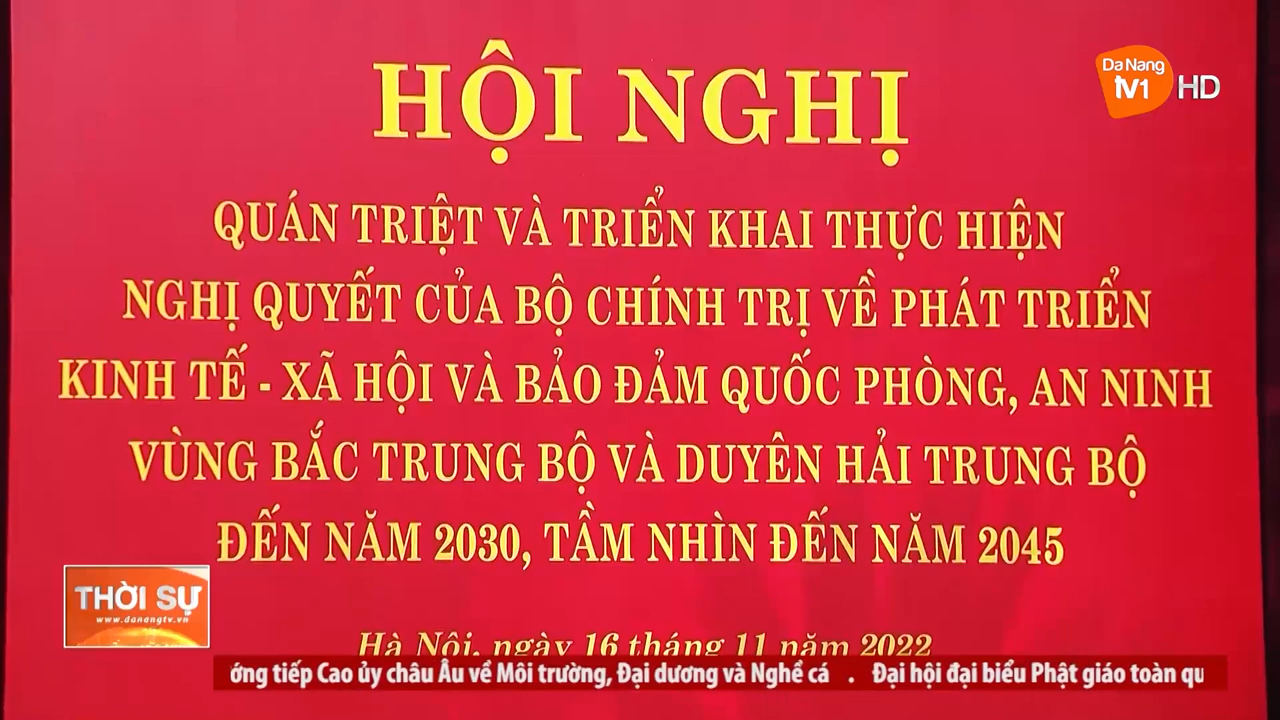 HỘI NGHỊ
Da Nang
TV1 HD
QUÁN TRIỆT VÀ TRIỂN KHAI THỰC HIỆN
NGHỊ QUYẾT CỦA BỘ CHÍNH TRỊ VỀ PHÁT TRIỂN
KINH TẾ - XÃ HỘI VÀ BẢO ĐẢM QUỐC PHÒNG, AN NINH
VÙNG BẮC TRUNG BỘ VÀ DUYÊN HẢI TRUNG BỘ
ĐẾN NĂM 2030, TẦM NHÌN ĐẾN NĂM 2045
THỜI SỰ
www.danangtv.vn
Hà Nội, ngày 16 tháng 11 năm 2022
ớng tiếp Cao ủy châu Âu về Môi trường, Đại dương và Nghề cá . Đại hội đại biểu Phật giáo toàn qu